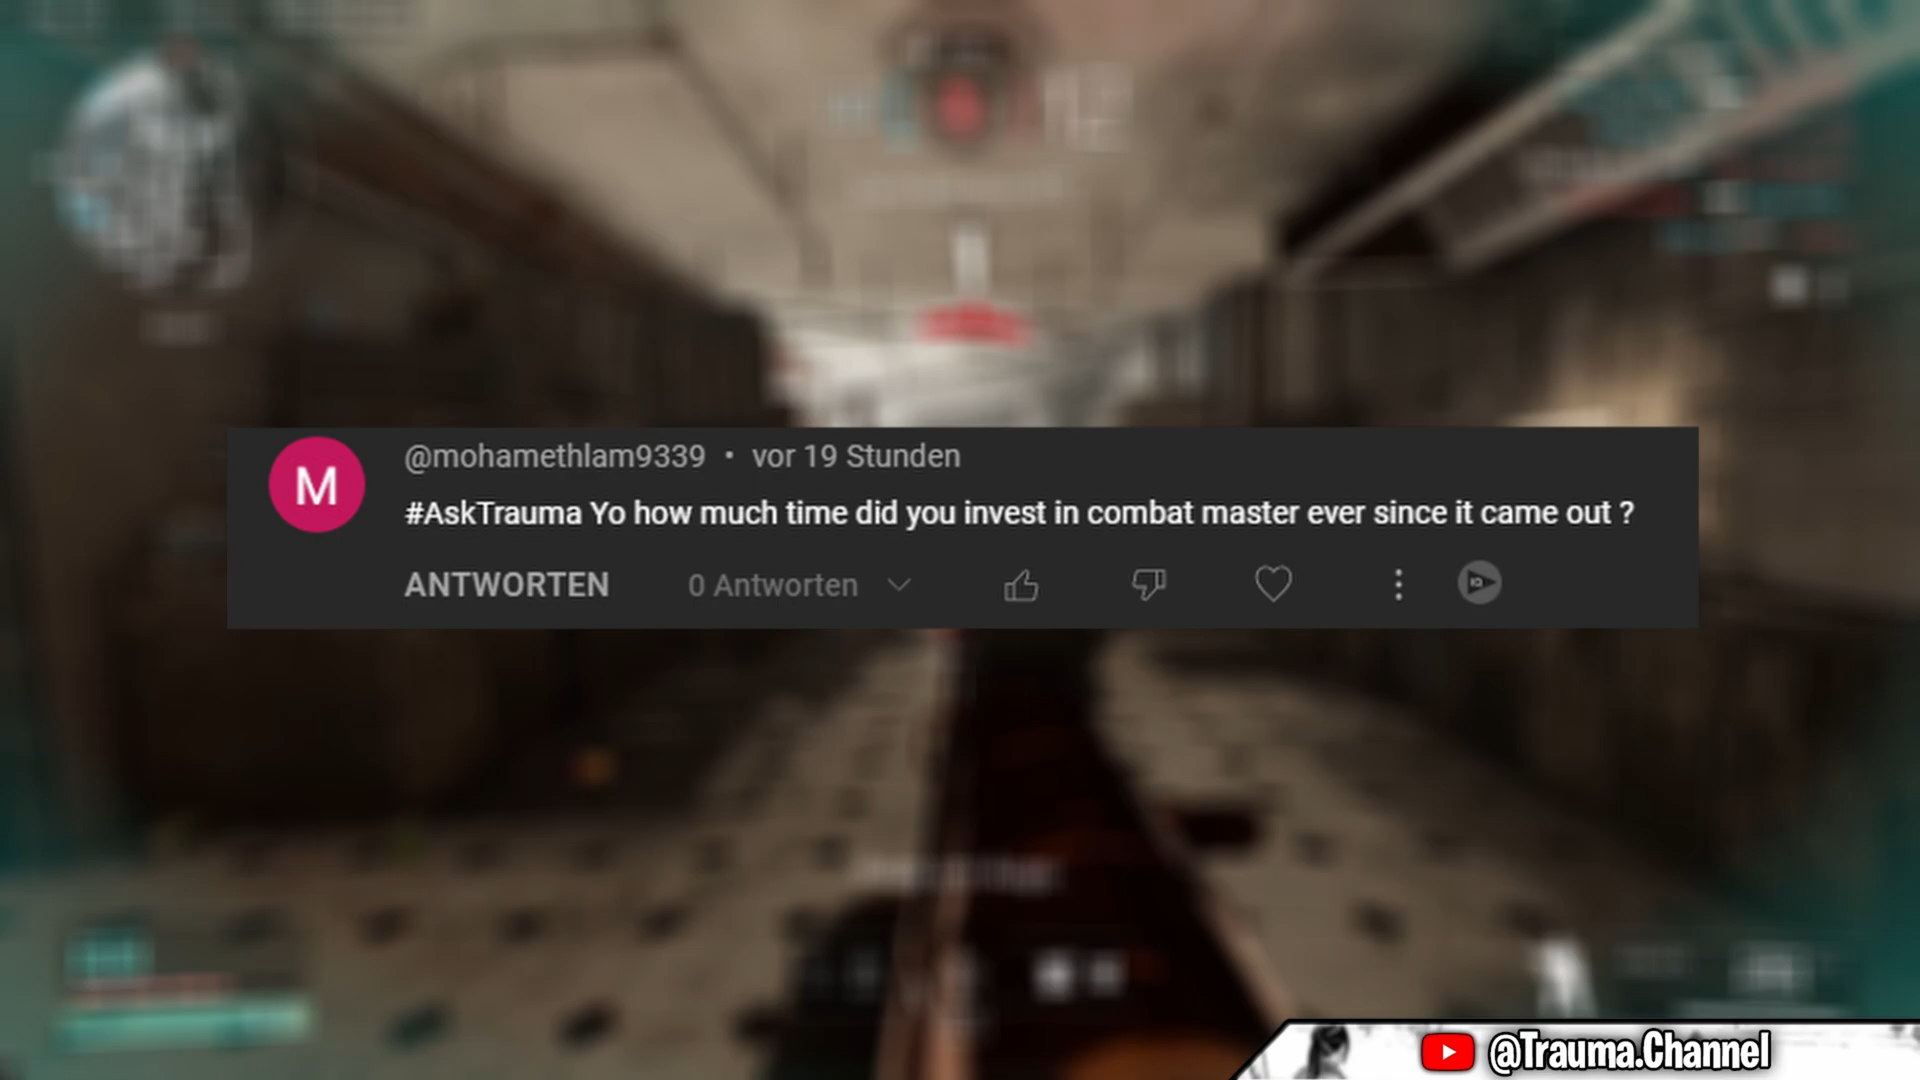 M
@mohamethlam9339 • vor 19 Stunden
#AskTrauma Yo how much time did you invest in combat master ever since it came out ?
ANTWORTEN 0 Antworten
@Trauma.Channel